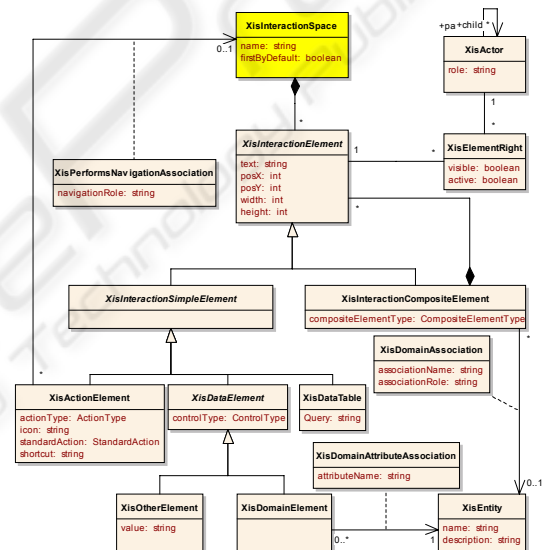 XisInteractionSpace
name: string
firstByDefault: boolean
0..1
+pa +child *
XisActor
role: string
1
*
*
XisInteractionElement
text: string
posX: int
posY: int
width: int
height: int
1
*
XisElementRight
visible: boolean
active: boolean
*
XisPerformsNavigationAssociation
navigationRole: string
XisInteractionSimpleElement
XisInteractionCompositeElement
compositeElementType: CompositeElementType
*
XisDomainAssociation
associationName: string
associationRole: string
*
XisActionElement
actionType: ActionType
icon: string
standardAction: StandardAction
shortcut: string
XisDataElement
controlType: ControlType
XisDataTable
Query: string
XisDomainAttributeAssociation
attributeName: string
0..1
XisOtherElement
value: string
XisDomainElement
0..*
1
XisEntity
name: string
description: string
Technology Publi